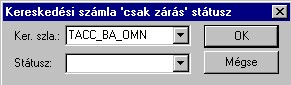 Kereskedési számla 'csak zárás' státusz
Ker. szla.: TACC_BA_OMN OK
Státusz: Mégse